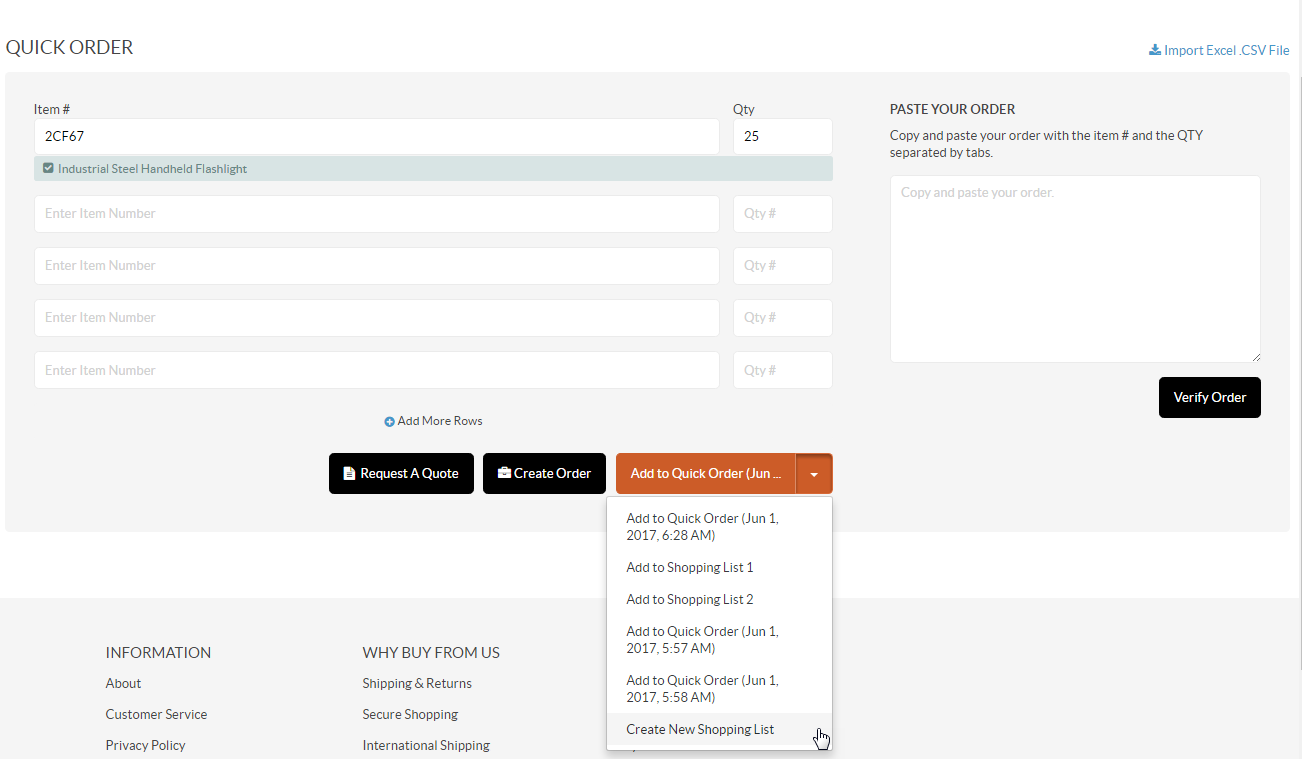 QUICK ORDER
Import Excel .CSV File
Item #
Qty
2CF67
25
Industrial Steel Handheld Flashlight
Enter Item Number
Qty #
Enter Item Number
Qty #
Enter Item Number
Qty #
Enter Item Number
Qty #
Add More Rows
Request A Quote
Create Order
Add to Quick Order (Jun ...
Add to Quick Order (Jun 1,
2017, 6:28 AM)
Add to Shopping List 1
Add to Shopping List 2
Add to Quick Order (Jun 1,
2017, 5:57 AM)
Add to Quick Order (Jun 1,
2017, 5:58 AM)
Create New Shopping List
PASTE YOUR ORDER
Copy and paste your order with the item # and the QTY
separated by tabs.
Copy and paste your order.
Verify Order
INFORMATION
About
Customer Service
Privacy Policy
WHY BUY FROM US
Shipping & Returns
Secure Shopping
International Shipping